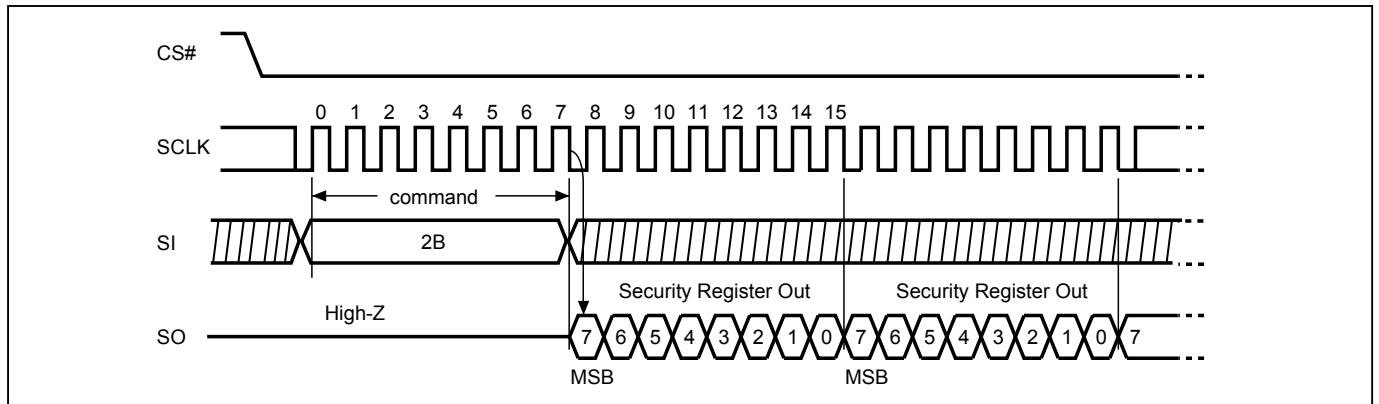 CS#
0 1 2 3 4 5 6 7 8 9 10 11 12 13 14 15
SCLK
command
SI
2B
Security Register Out Security Register Out
High-Z
SO
7 6 5 4 3 2 1 0 7 6 5 4 3 2 1 0 7
MSB MSB